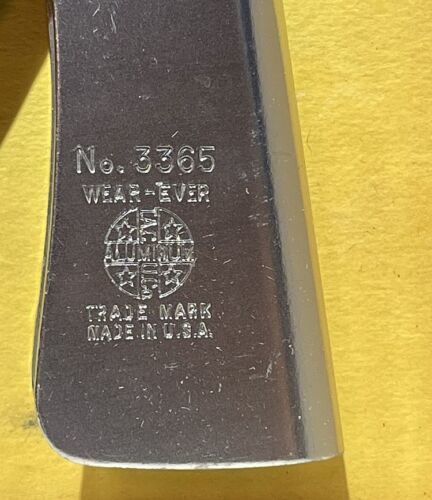 No. 3365
WEAR-EVER
ALUMINUM
TRADE MARK
MADE IN U.S.A.